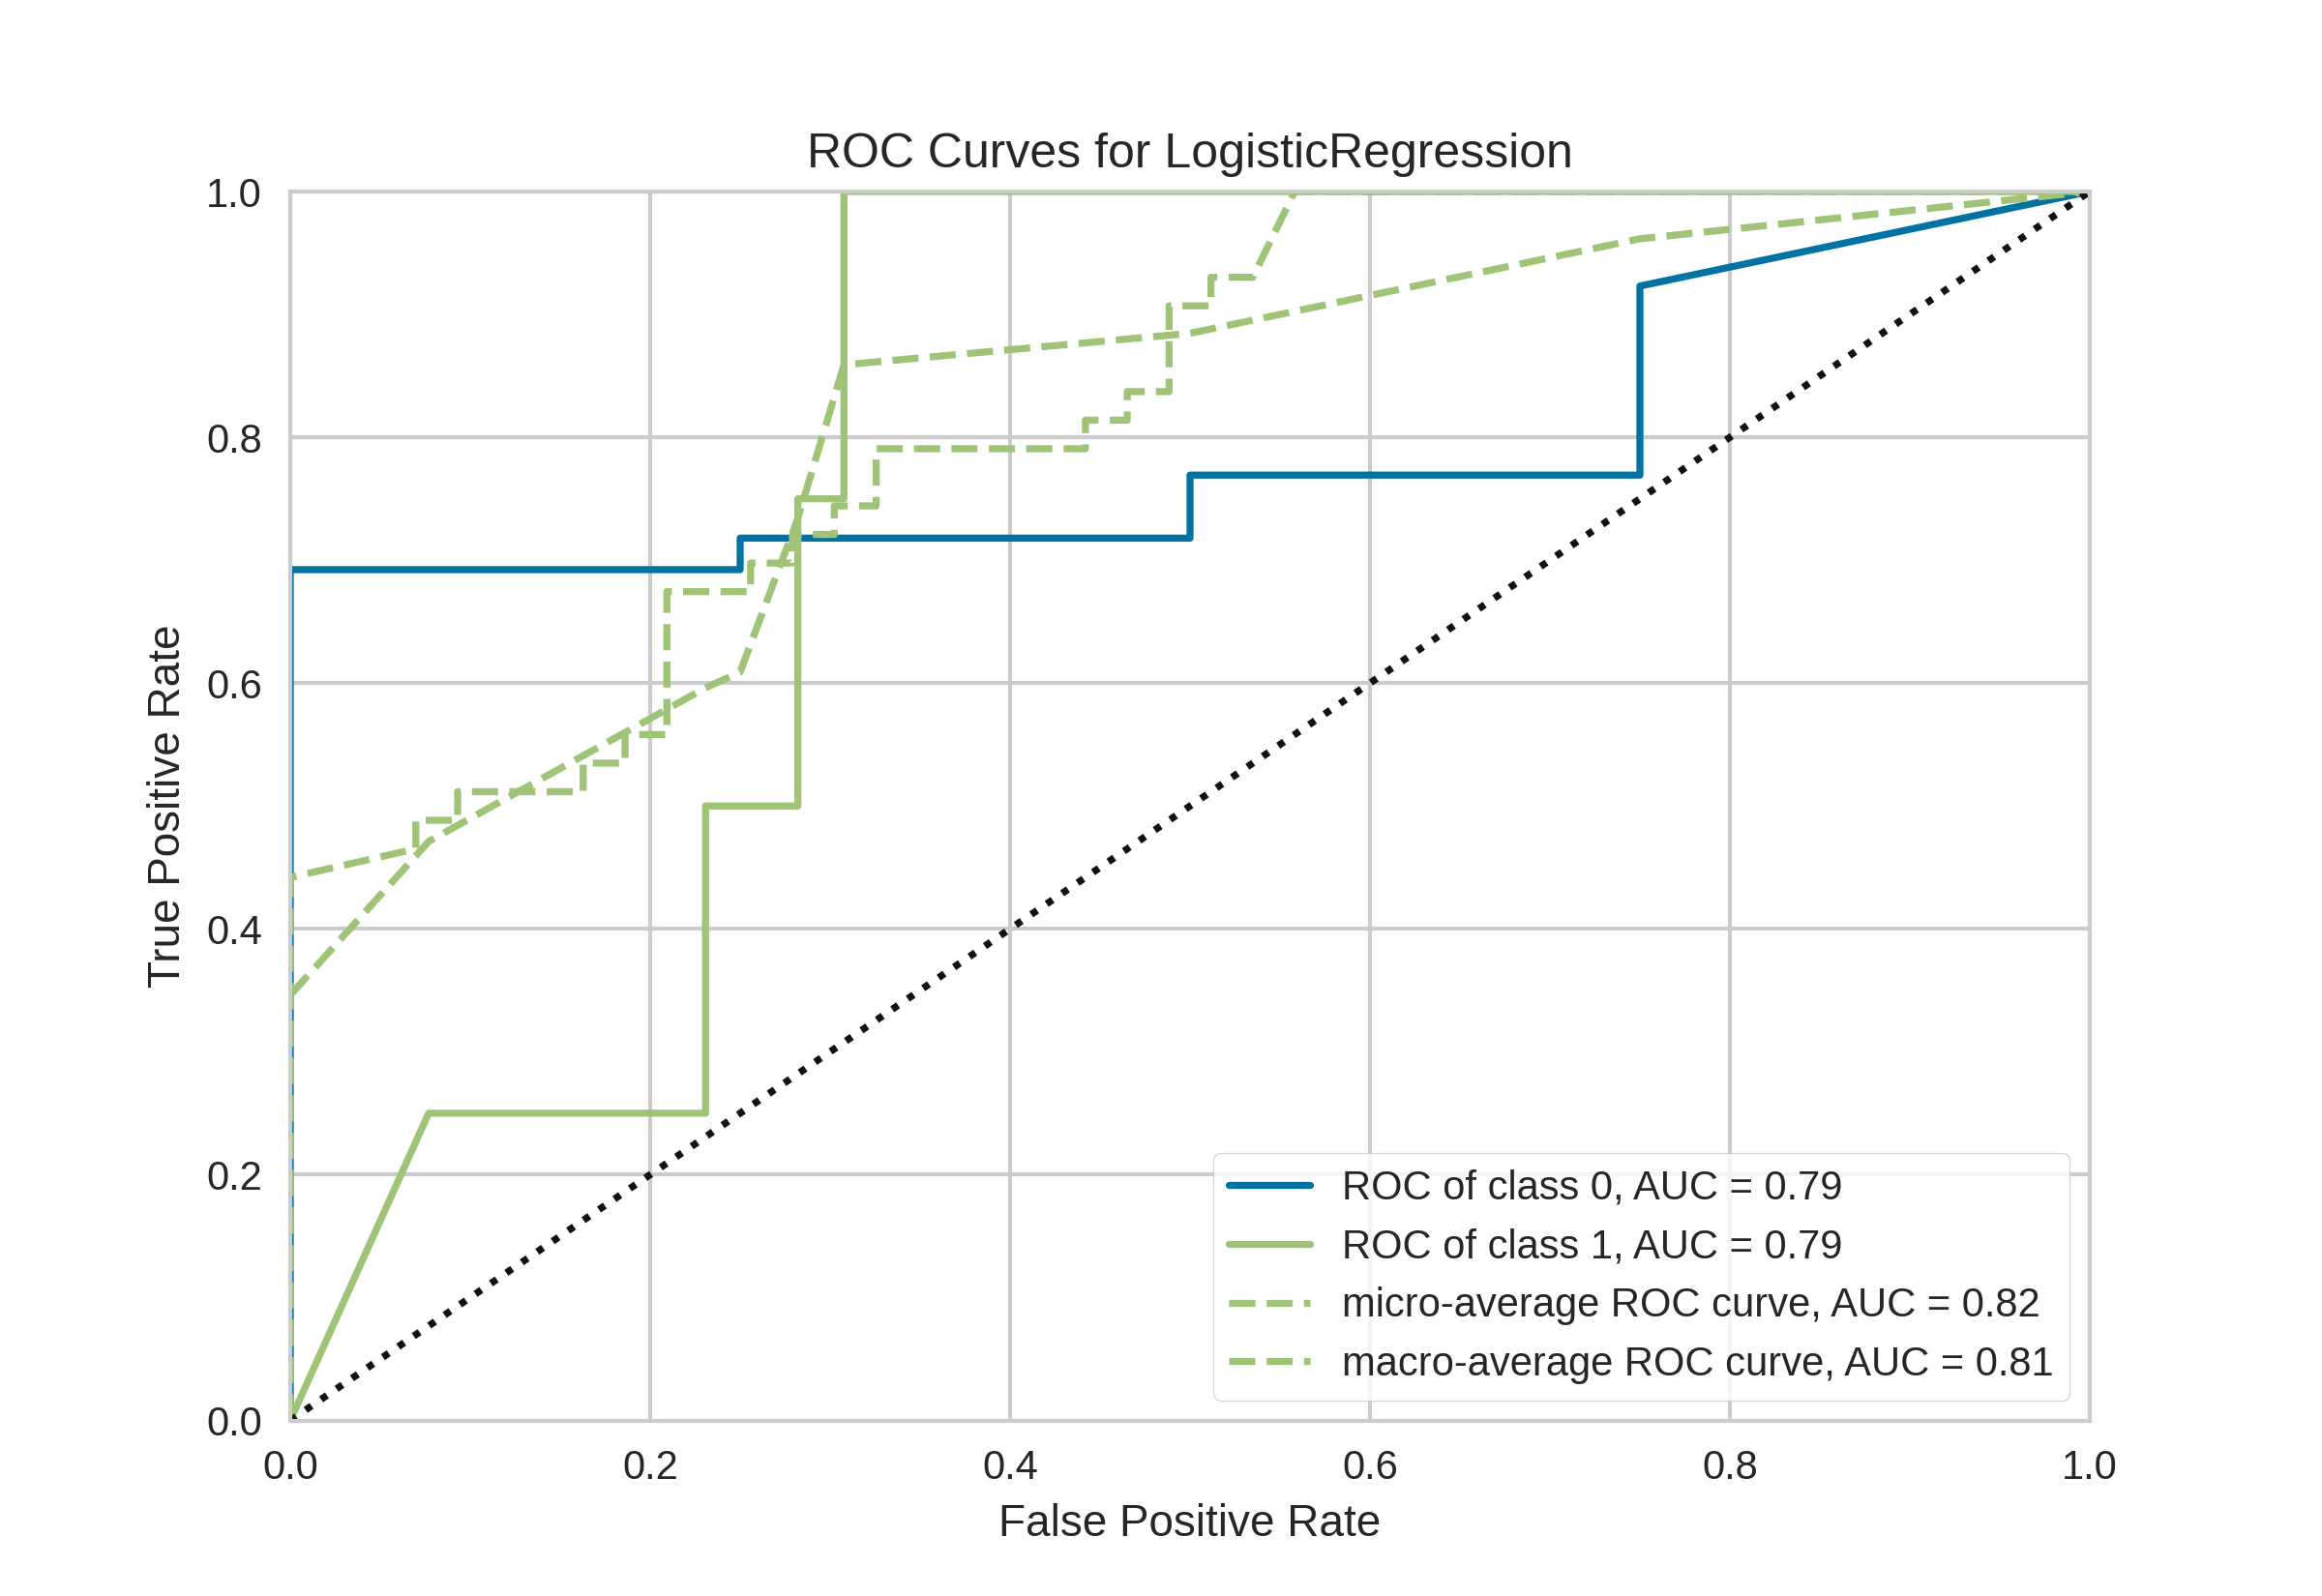 ROC Curves for LogisticRegression
1.0
0.8
0.6
0.4
0.2
0.0
True Positive Rate
0.0 0.2 0.4 0.6 0.8 1.0
False Positive Rate
ROC of class 0, AUC = 0.79
ROC of class 1, AUC = 0.79
micro-average ROC curve, AUC = 0.82
macro-average ROC curve, AUC = 0.81